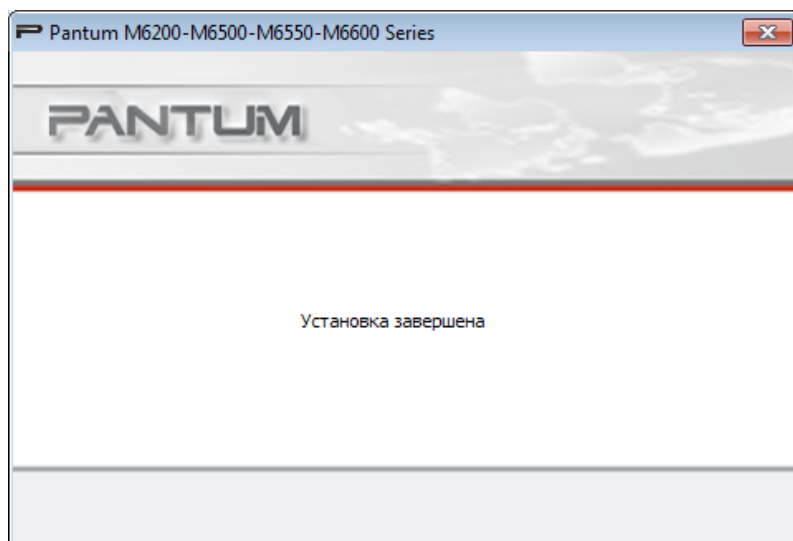 Pantum M6200-M6500-M6550-M6600 Series
PANTUM
Установка завершена